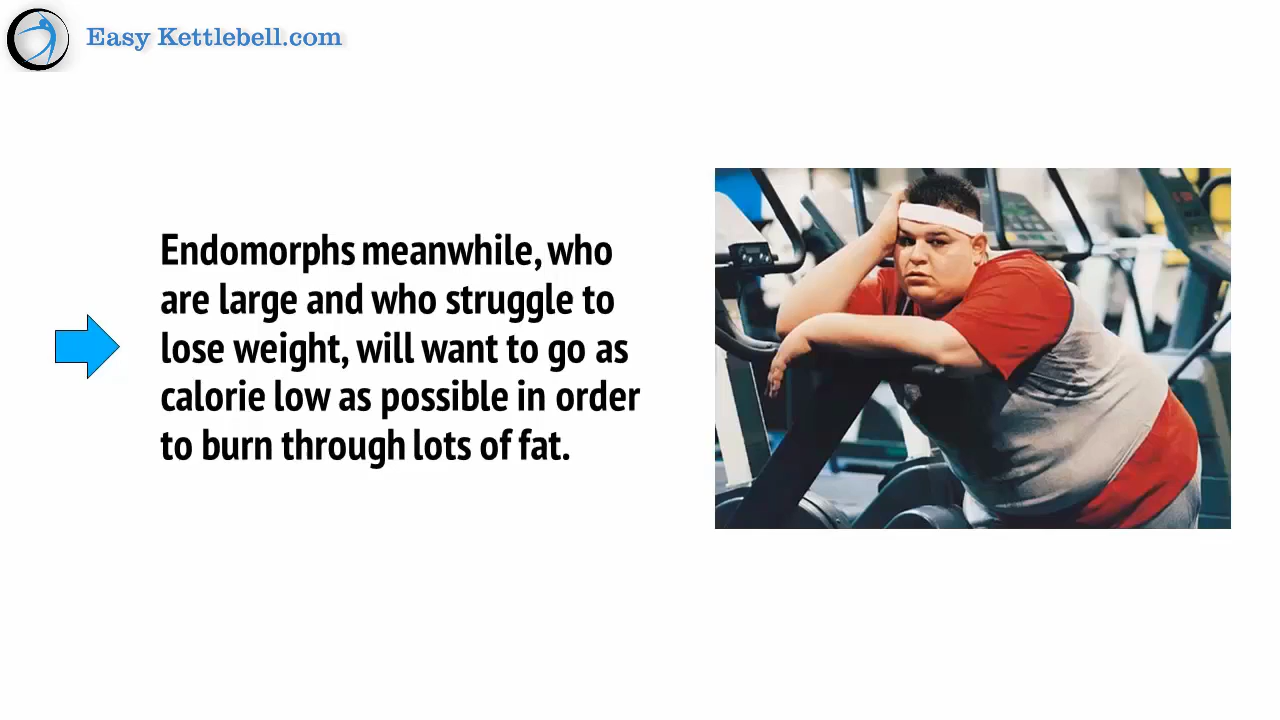 Easy Kettlebell.com
Endomorphs meanwhile, who
are large and who struggle to
lose weight, will want to go as
calorie low as possible in order
to burn through lots of fat.